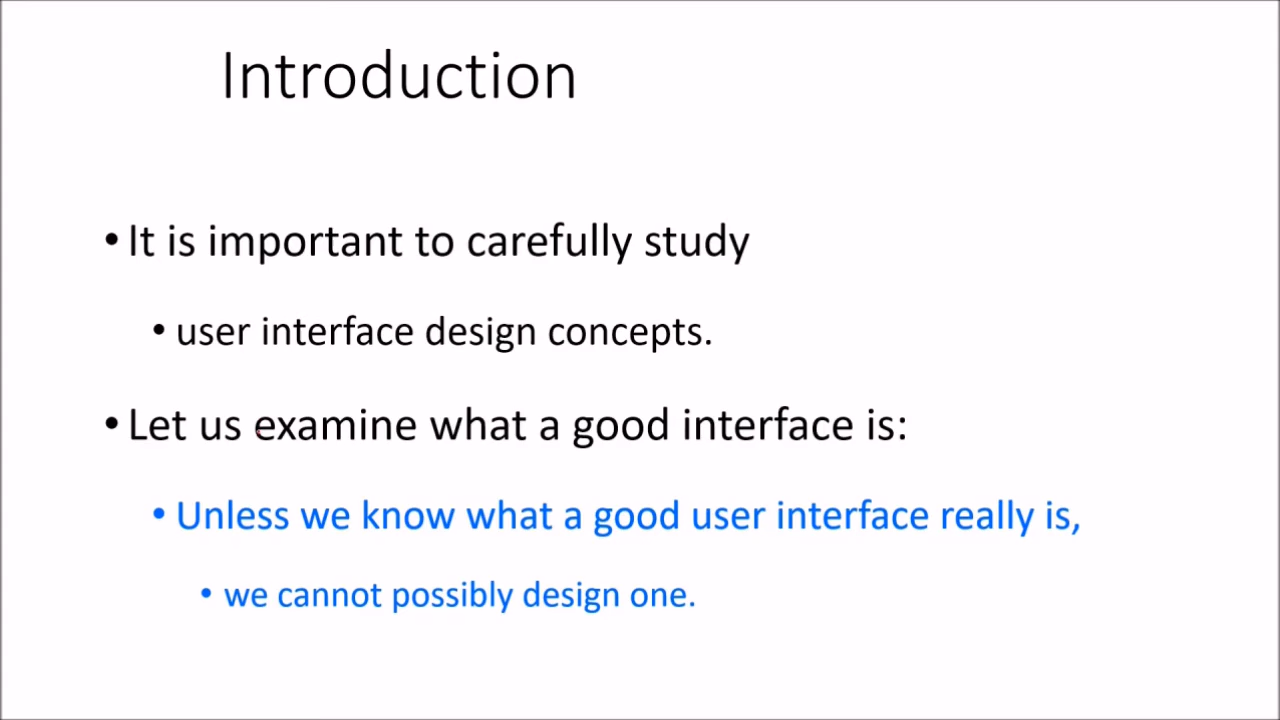 Introduction
• It is important to carefully study
• user interface design concepts.
• Let us examine what a good interface is:
• Unless we know what a good user interface really is,
• we cannot possibly design one.